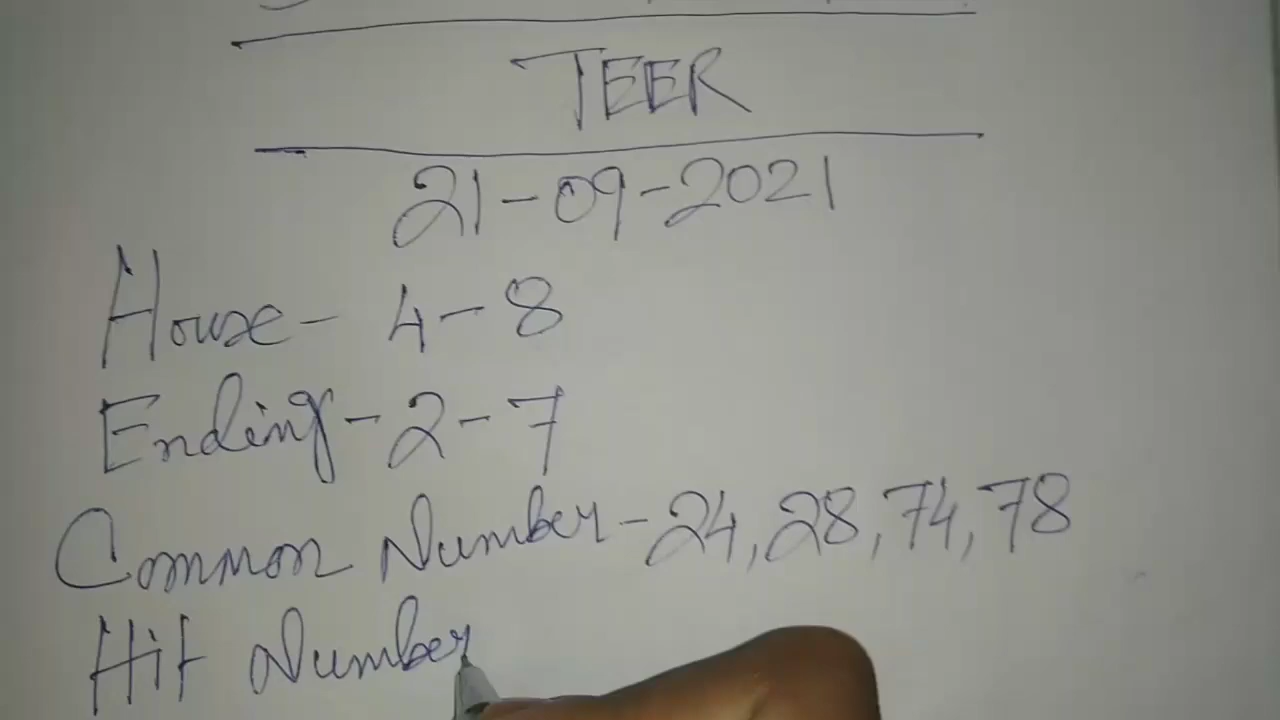 TEER
21-09-2021
House- 4-8
Ending-2-7
Common Number-24, 28, 74, 78
Hit Number